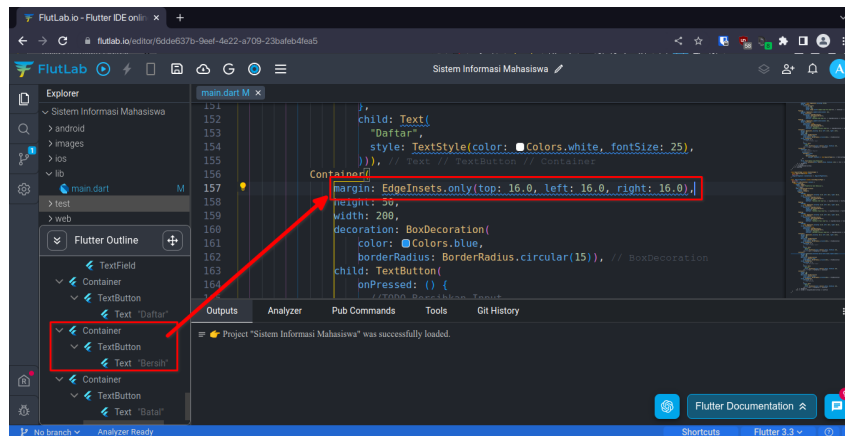 FlutLab.io - Flutter IDE onlin
flutlab.io/editor/6dde637b-9eef-4e22-a709-23bafeb4fea5
FlutLab
Sistem Informasi Mahasiswa
Explorer
Sistem Informasi Mahasiswa
android
images
ios
lib
main.dart M
test
web
Flutter Outline
TextField
Container
TextButton
Text "Daftar"
Container
TextButton
Text "Bersih"
Container
TextButton
Text "Batal"
main.dart M
151 },
152 child: Text(
153 "Daftar",
154 style: TextStyle(color: Colors.white, fontSize: 25),
155 ))), // Text // TextButton // Container
156 Container(
157 margin: EdgeInsets.only(top: 16.0, left: 16.0, right: 16.0),
158 height: 50,
159 width: 200,
160 decoration: BoxDecoration(
161 color: Colors.blue,
162 borderRadius: BorderRadius.circular(15)), // BoxDecoration
163 child: TextButton(
164 onPressed: () {
//TODO Bersihkan Input
Outputs Analyzer Pub Commands Tools Git History
Project "Sistem Informasi Mahasiswa" was successfully loaded.
Flutter Documentation
No branch Analyzer Ready Shortcuts Flutter 3.3